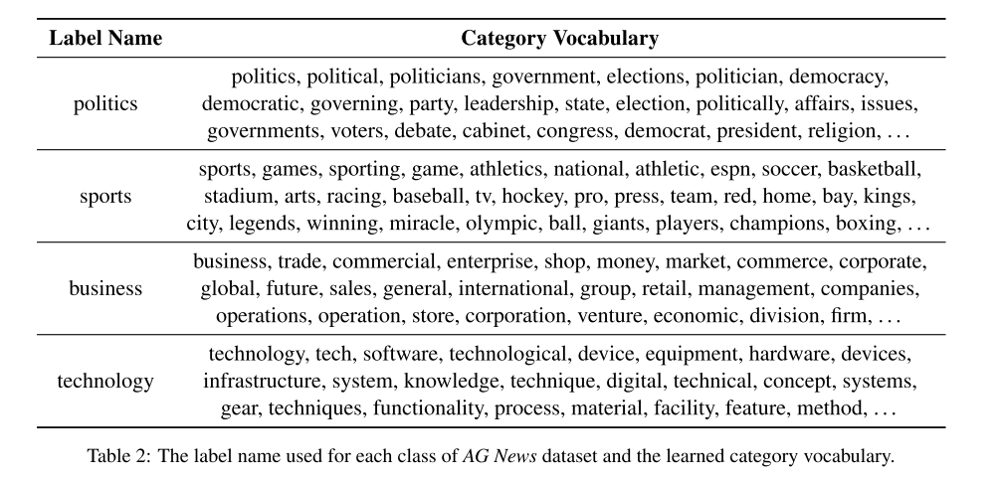 Label Name Category Vocabulary
politics, political, politicians, government, elections, politician, democracy,
politics democratic, governing, party, leadership, state, election, politically, affairs, issues,
governments, voters, debate, cabinet, congress, democrat, president, religion, ...
sports, games, sporting, game, athletics, national, athletic, espn, soccer, basketball,
sports stadium, arts, racing, baseball, tv, hockey, pro, press, team, red, home, bay, kings,
city, legends, winning, miracle, olympic, ball, giants, players, champions, boxing, ...
business, trade, commercial, enterprise, shop, money, market, commerce, corporate,
business global, future, sales, general, international, group, retail, management, companies,
operations, operation, store, corporation, venture, economic, division, firm, ...
technology, tech, software, technological, device, equipment, hardware, devices,
technology infrastructure, system, knowledge, technique, digital, technical, concept, systems,
gear, techniques, functionality, process, material, facility, feature, method, ...
Table 2: The label name used for each class of AG News dataset and the learned category vocabulary.